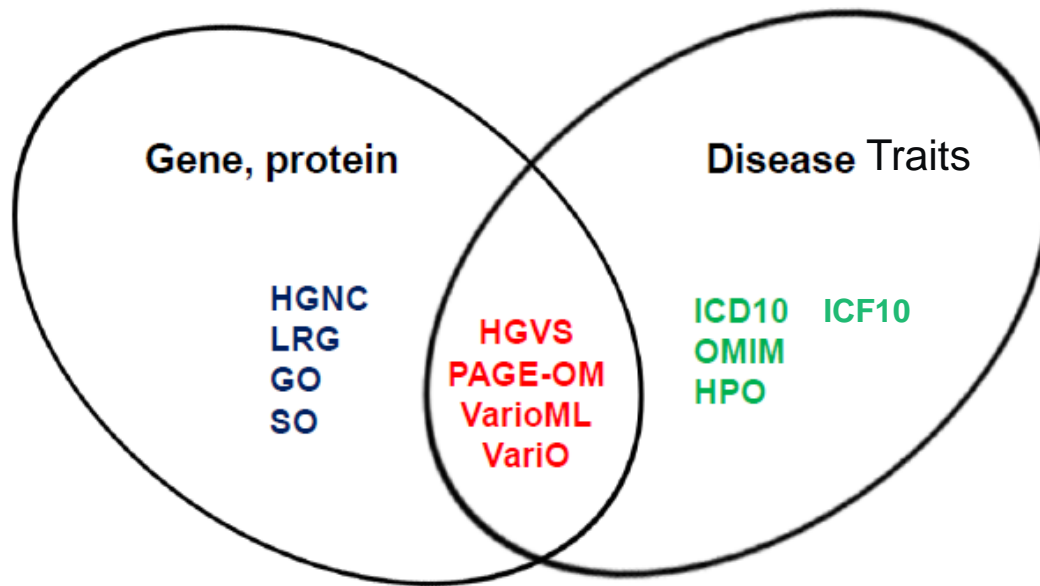 Gene, protein
Disease Traits
HGNC
LRG
GO
SO
HGVS
PAGE-OM
VarioML
VariO
ICD10 ICF10
OMIM
HPO